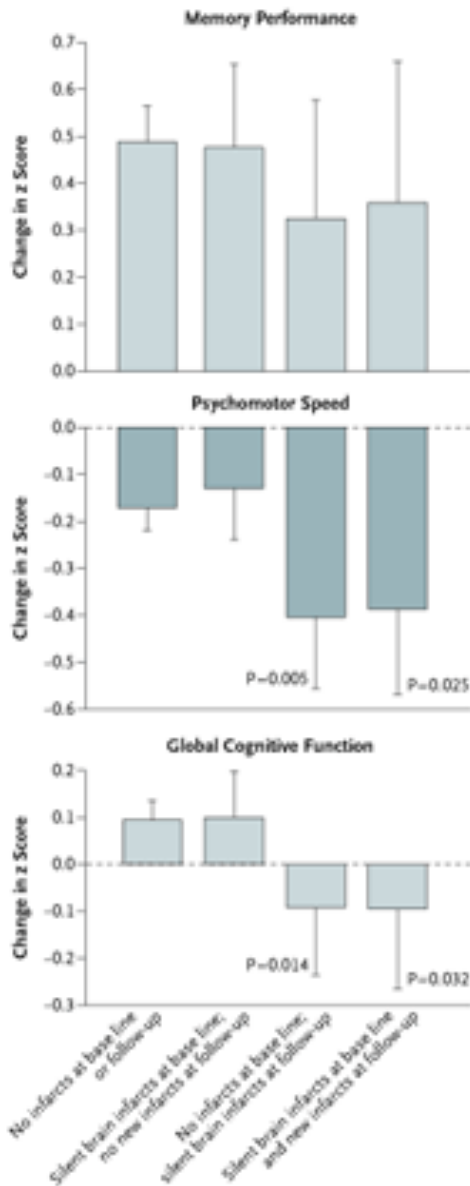 Memory Performance
0.7
0.6
0.5
0.4
0.3
0.2
0.1
0.0
Change in z Score
Psychomotor Speed
0.0
–0.1
–0.2
–0.3
–0.4
–0.5
–0.6
Change in z Score
P=0.005
P=0.025
Global Cognitive Function
0.2
0.1
0.0
–0.1
–0.2
–0.3
Change in z Score
P=0.014
P=0.032
No infarcts at base line
or follow-up
Silent brain infarcts at base line;
no new infarcts at follow-up
No infarcts at base line;
silent brain infarcts at follow-up
Silent brain infarcts at base line
and new infarcts at follow-up